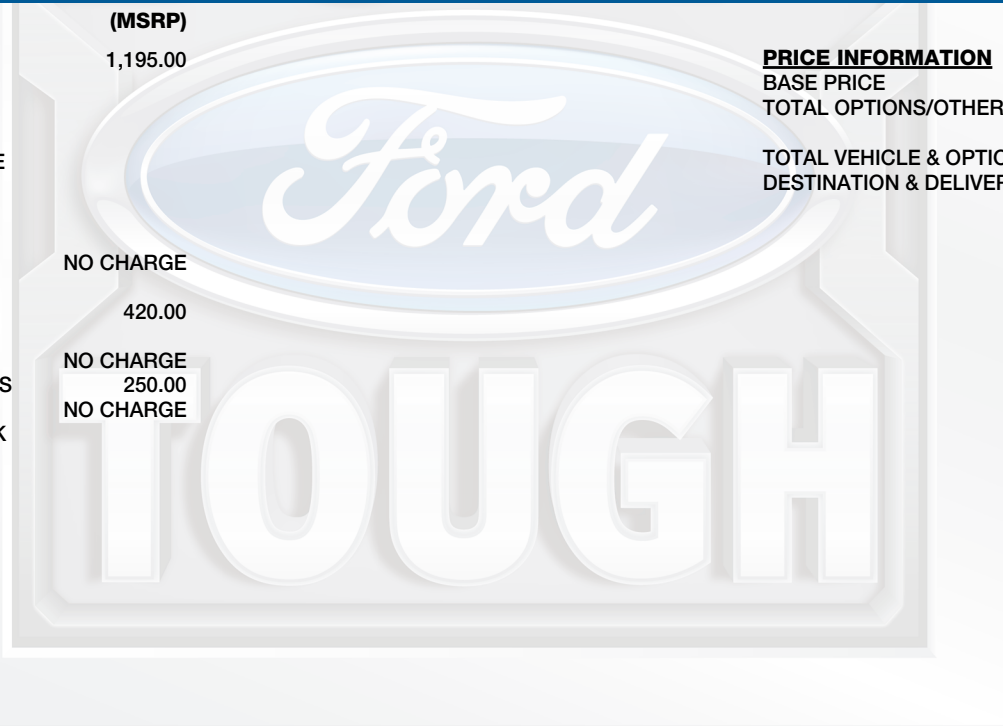 (MSRP)
1,195.00
E
NO CHARGE
420.00
NO CHARGE
S 250.00
NO CHARGE
K
PRICE INFORMATION
BASE PRICE
TOTAL OPTIONS/OTHER
TOTAL VEHICLE & OPTIO
DESTINATION & DELIVER
Ford
TOUGH